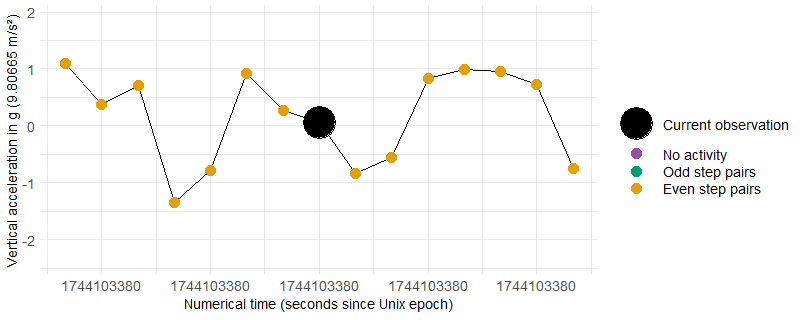 Vertical acceleration in g (9.80665 m/s²)
2
1
0
-1
-2
1744103380 1744103380 1744103380 1744103380 1744103380
Numerical time (seconds since Unix epoch)
Current observation
No activity
Odd step pairs
Even step pairs